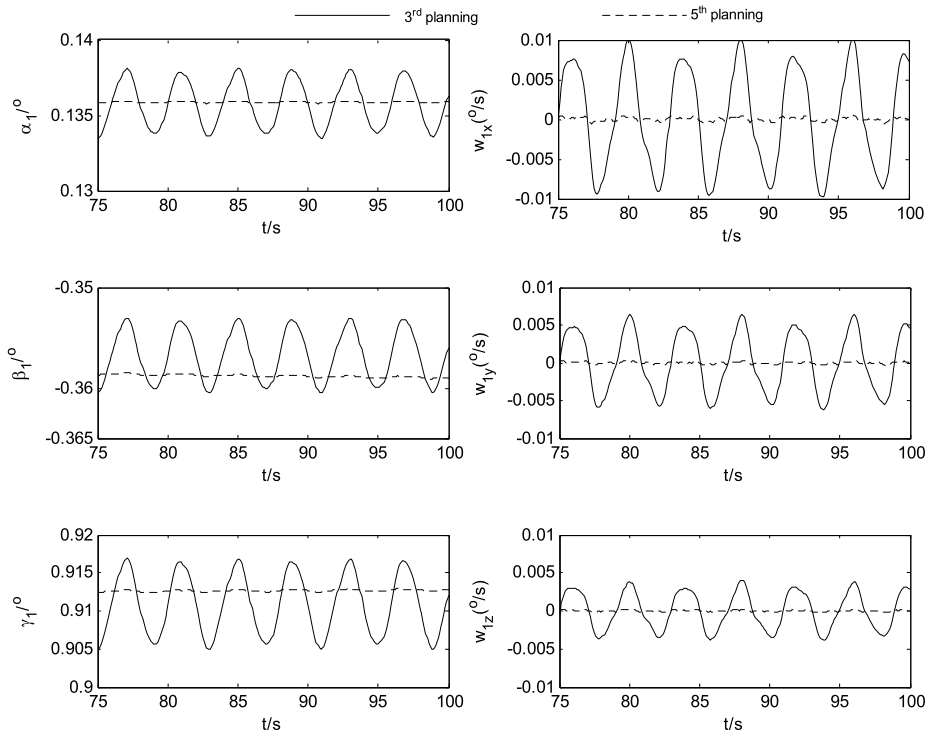 3rd planning
5th planning
0.14
0.135
0.13
α1/o
75 80 85 90 95 100
t/s
0.01
0.005
0
-0.005
-0.01
w1x(o/s)
75 80 85 90 95 100
t/s
-0.35
-0.36
-0.365
β1/o
75 80 85 90 95 100
t/s
0.01
0.005
0
-0.005
-0.01
w1y(o/s)
75 80 85 90 95 100
t/s
0.92
0.915
0.91
0.905
0.9
γ1/o
75 80 85 90 95 100
t/s
0.01
0.005
0
-0.005
-0.01
w1z(o/s)
75 80 85 90 95 100
t/s